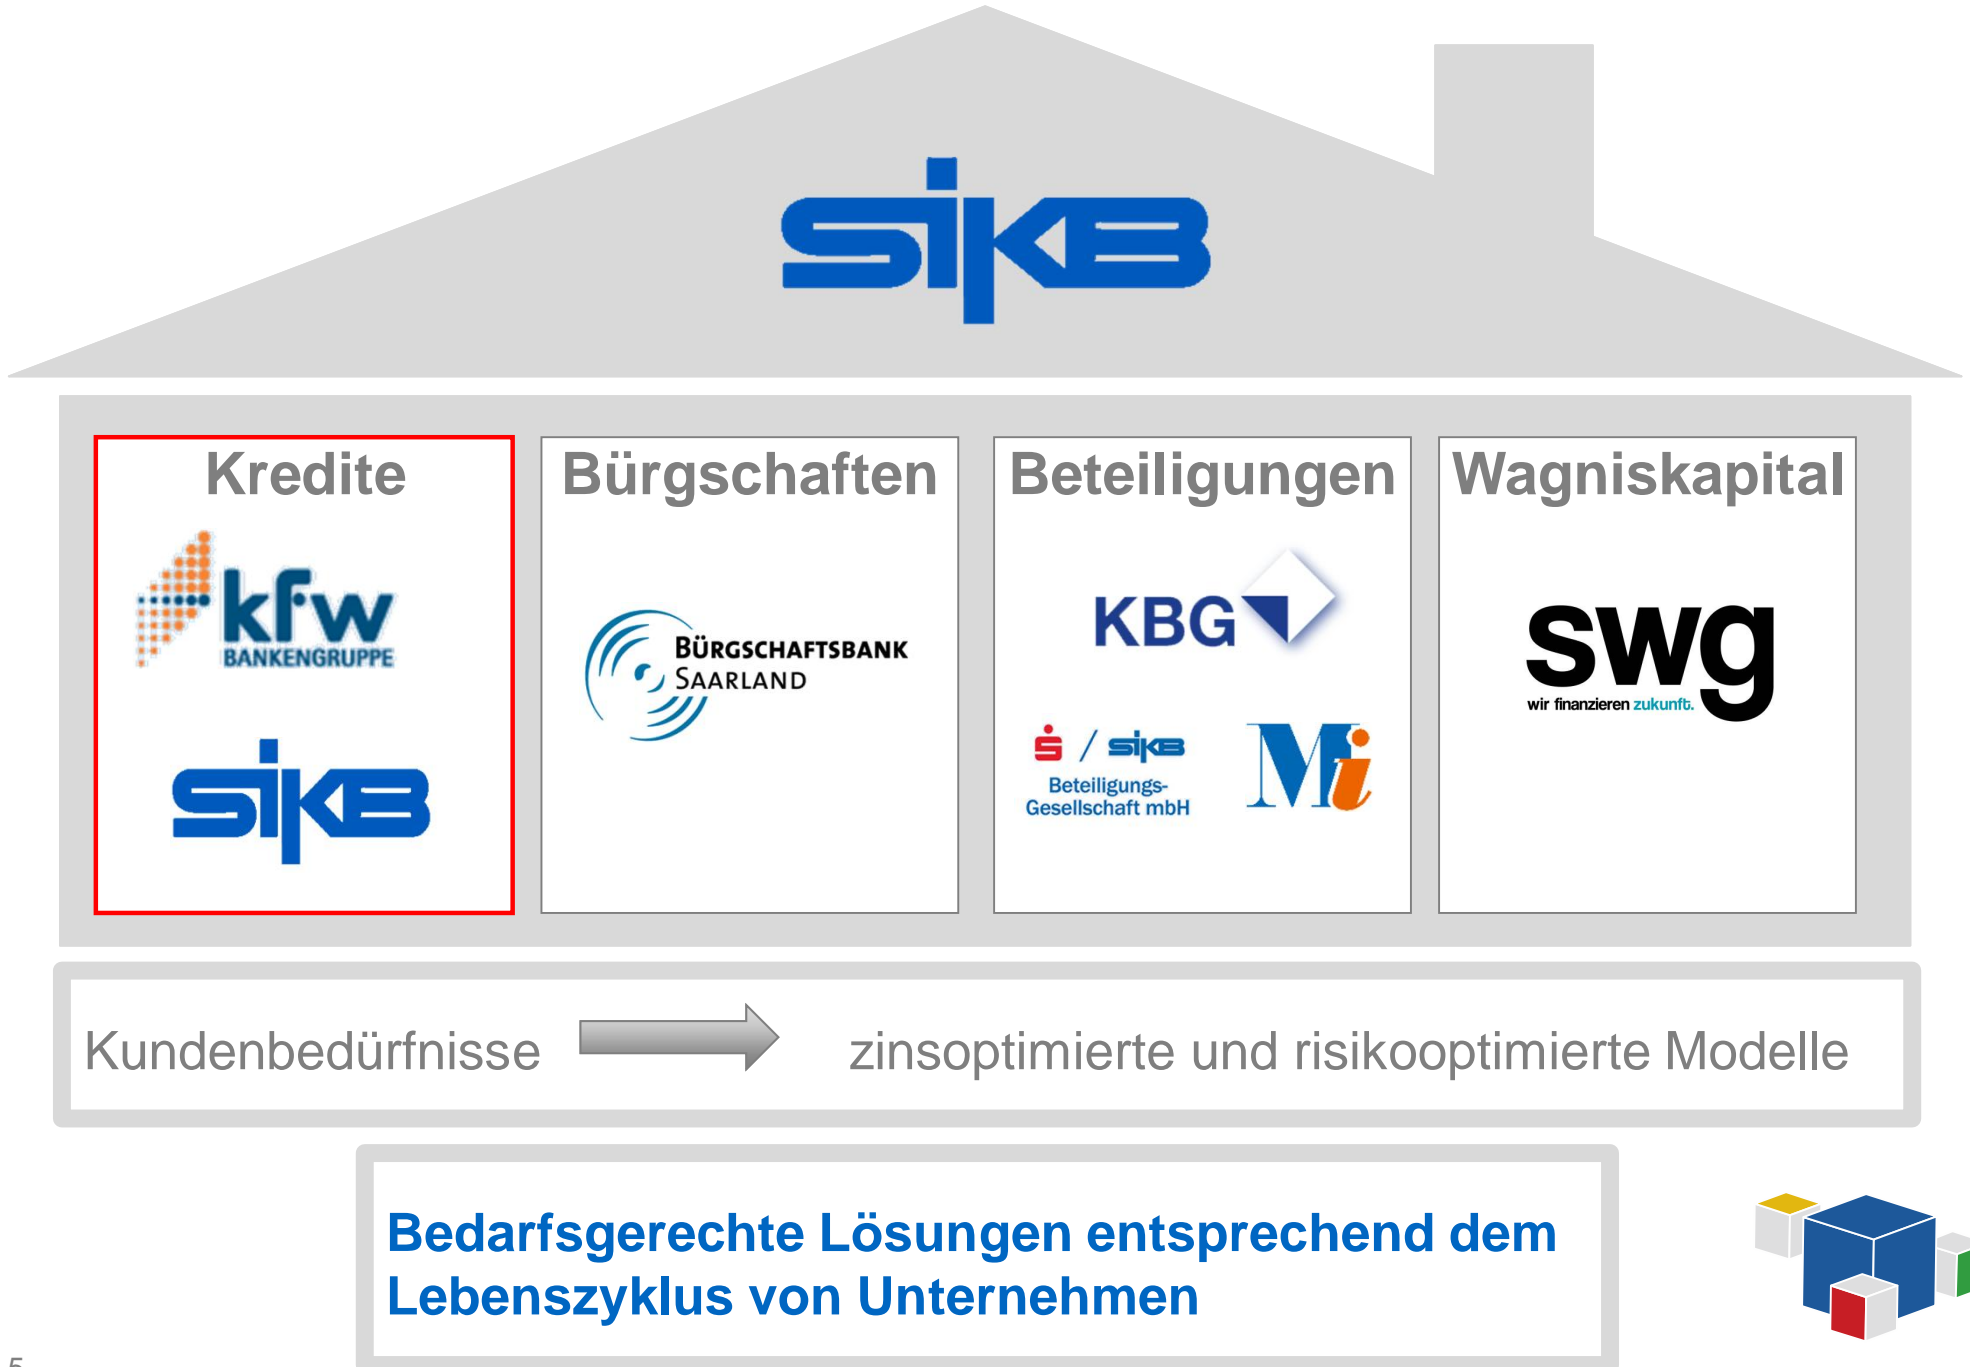 SIKB
Kredite
kfw
BANKENGRUPPE
SIKB
Bürgschaften
BÜRGSCHAFTSBANK
SAARLAND
Beteiligungen
KBG
S / SIKB
Beteiligungs-
Gesellschaft mbH
Mi
Wagniskapital
swg
wir finanzieren zukunft.
Kundenbedürfnisse zinsoptimierte und risikooptimierte Modelle
Bedarfsgerechte Lösungen entsprechend dem
Lebenszyklus von Unternehmen
5